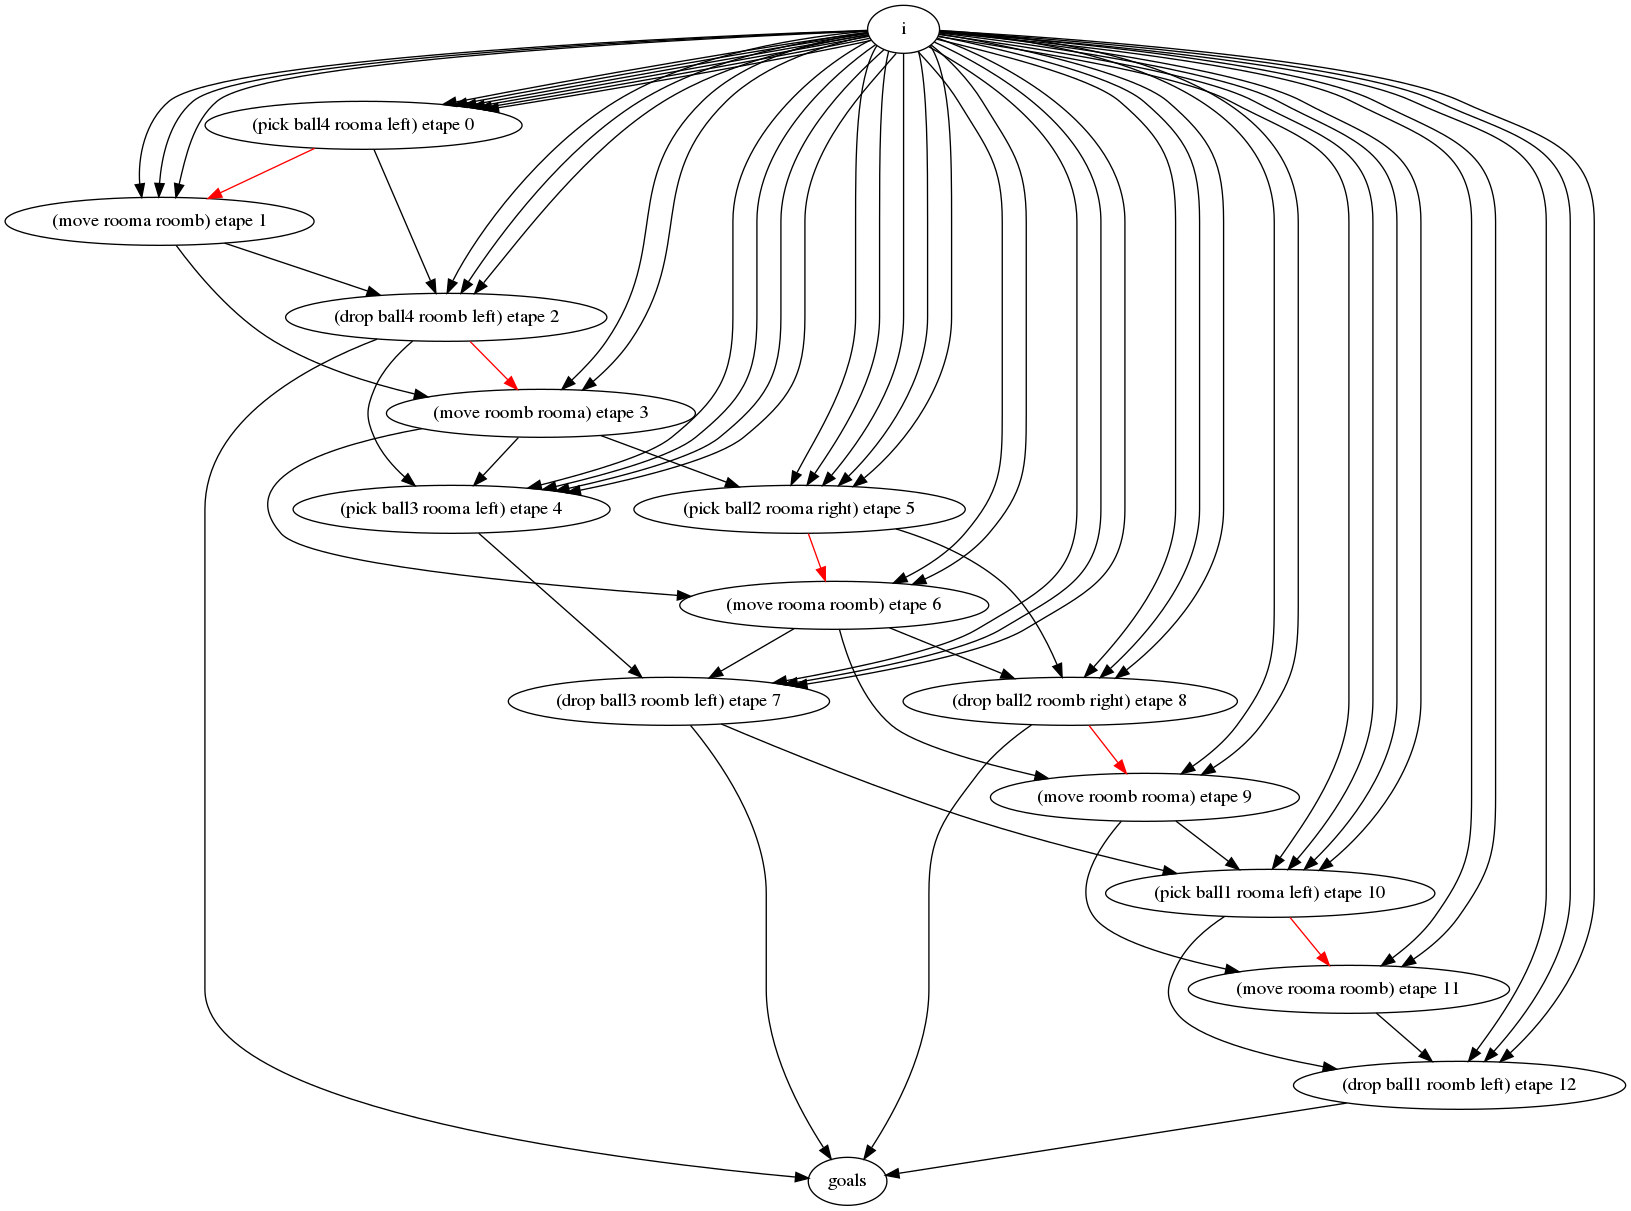 i
(pick ball4 rooma left) etape 0
(move rooma roomb) etape 1
(drop ball4 roomb left) etape 2
(move roomb rooma) etape 3
(pick ball3 rooma left) etape 4
(pick ball2 rooma right) etape 5
(move rooma roomb) etape 6
(drop ball3 roomb left) etape 7
(drop ball2 roomb right) etape 8
(move roomb rooma) etape 9
(pick ball1 rooma left) etape 10
(move rooma roomb) etape 11
(drop ball1 roomb left) etape 12
goals